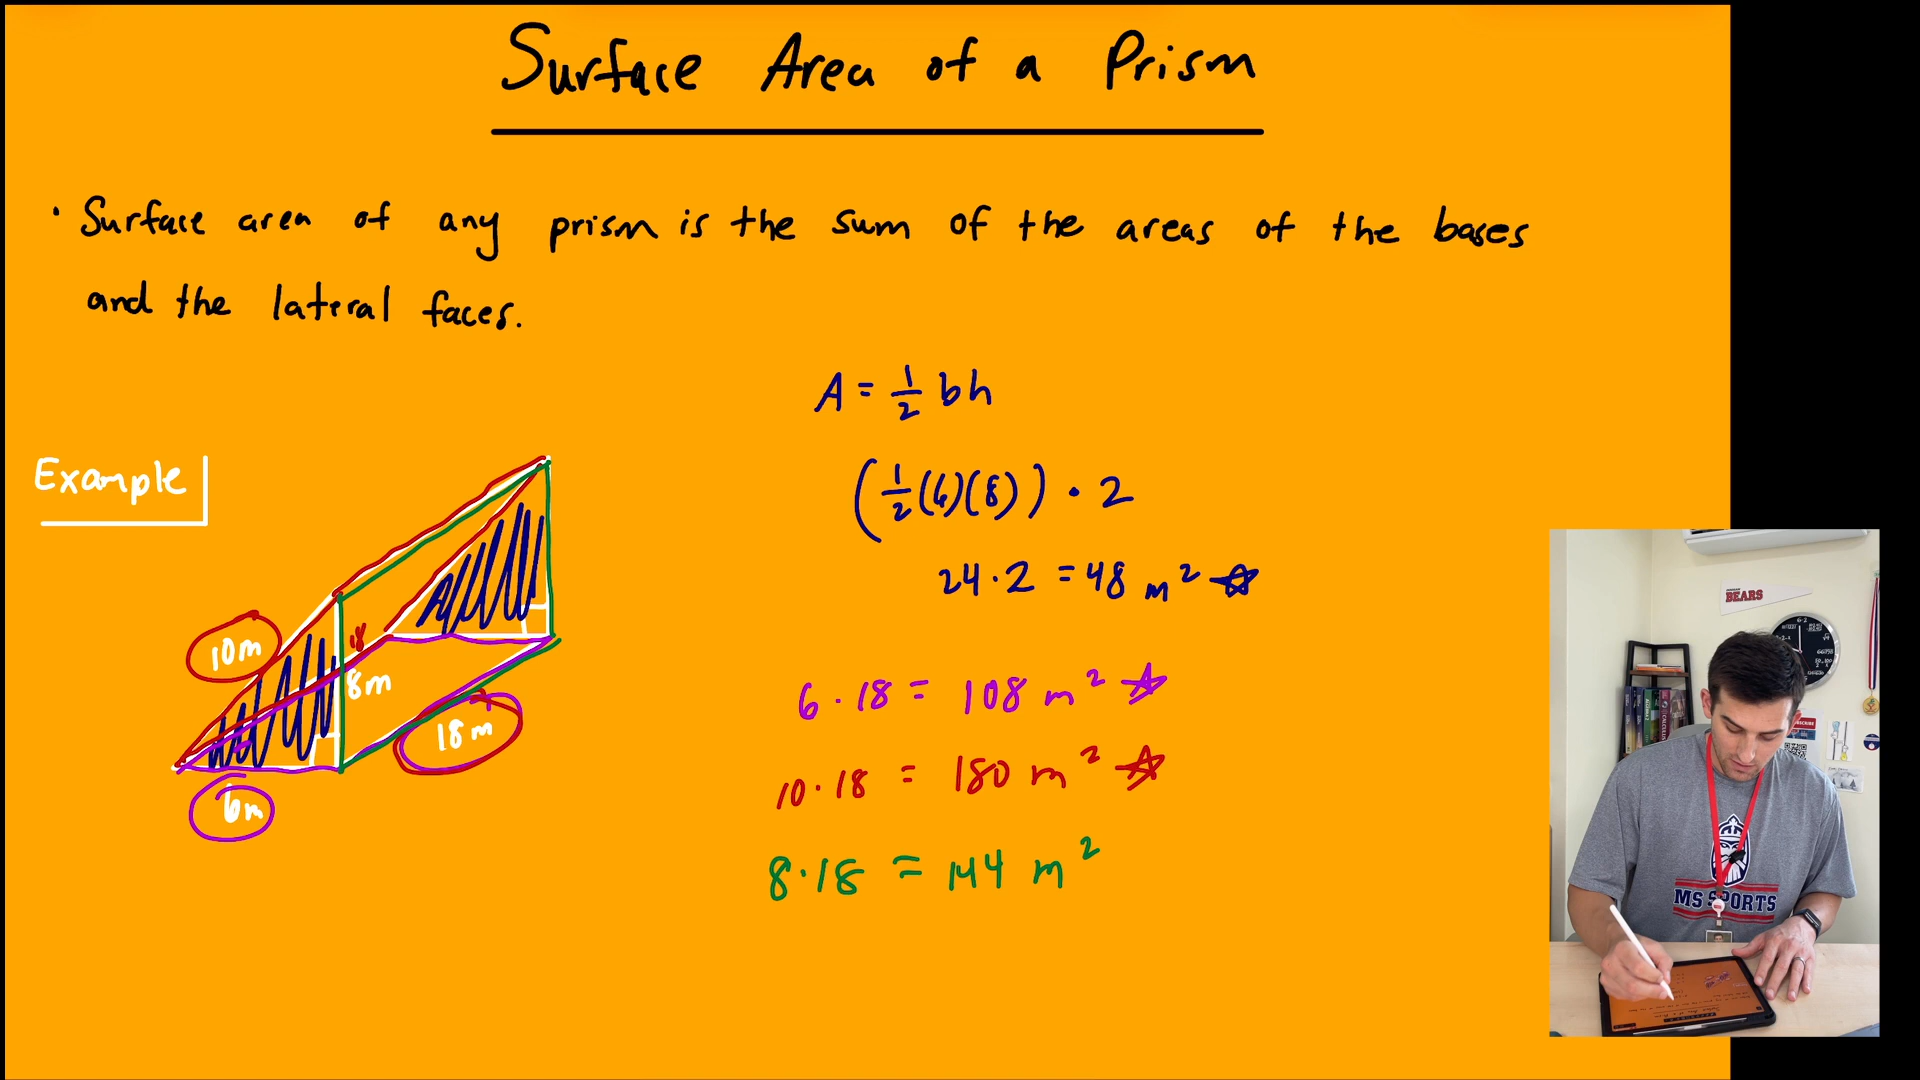 Surface Area of a Prism
• Surface area of any prism is the sum of the areas of the bases
and the lateral faces.
Example
A = 1/2 bh
(1/2(6)(8)) · 2
24·2 = 48 m² ☆
6·18 = 108 m² ☆
10·18 = 180 m² ☆
8·18 = 144 m²
10m
18
8m
18m
6m
BEARS
MS SPORTS